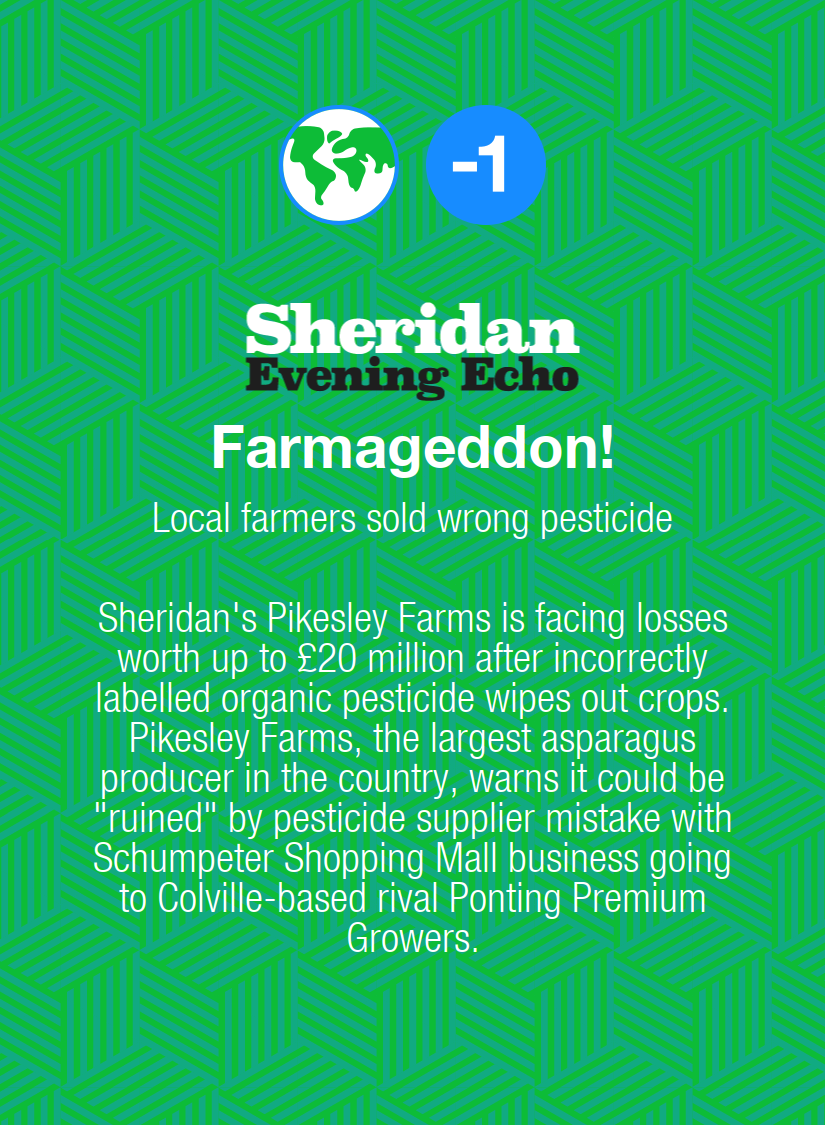 -1
Sheridan
Evening Echo
Farmageddon!
Local farmers sold wrong pesticide
Sheridan's Pikesley Farms is facing losses
worth up to £20 million after incorrectly
labelled organic pesticide wipes out crops.
Pikesley Farms, the largest asparagus
producer in the country, warns it could be
"ruined" by pesticide supplier mistake with
Schumpeter Shopping Mall business going
to Colville-based rival Ponting Premium
Growers.